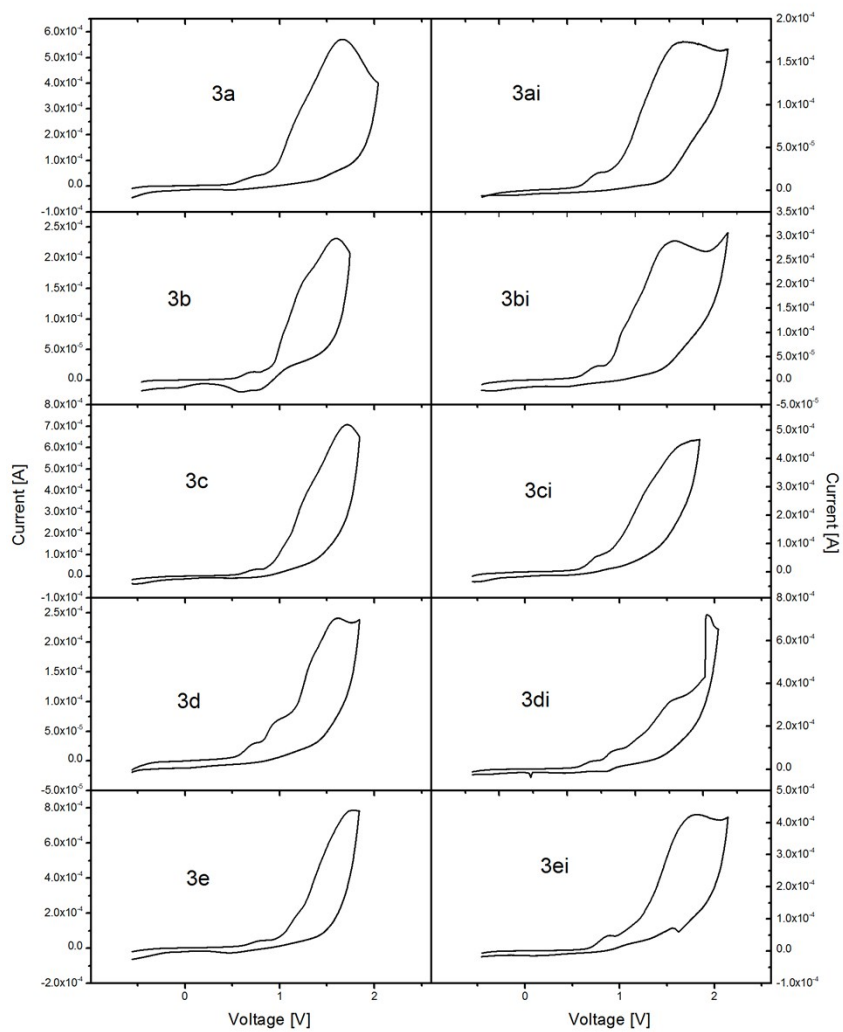 6.0x10⁻⁴
5.0x10⁻⁴
4.0x10⁻⁴
3.0x10⁻⁴
2.0x10⁻⁴
1.0x10⁻⁴
0.0
-1.0x10⁻⁴
3a
3ai
2.0x10⁻⁴
1.5x10⁻⁴
1.0x10⁻⁴
5.0x10⁻⁵
0.0
3.5x10⁻⁴
2.5x10⁻⁴
2.0x10⁻⁴
1.5x10⁻⁴
1.0x10⁻⁴
5.0x10⁻⁵
0.0
8.0x10⁻⁴
3b
3bi
3.0x10⁻⁴
2.5x10⁻⁴
2.0x10⁻⁴
1.5x10⁻⁴
1.0x10⁻⁴
5.0x10⁻⁵
0.0
-5.0x10⁻⁵
7.0x10⁻⁴
6.0x10⁻⁴
5.0x10⁻⁴
4.0x10⁻⁴
3.0x10⁻⁴
2.0x10⁻⁴
1.0x10⁻⁴
0.0
-1.0x10⁻⁴
3c
3ci
5.0x10⁻⁴
4.0x10⁻⁴
3.0x10⁻⁴
2.0x10⁻⁴
1.0x10⁻⁴
0.0
8.0x10⁻⁴
Current [A]
Current [A]
2.5x10⁻⁴
2.0x10⁻⁴
1.5x10⁻⁴
1.0x10⁻⁴
5.0x10⁻⁵
0.0
-5.0x10⁻⁵
3d
3di
6.0x10⁻⁴
4.0x10⁻⁴
2.0x10⁻⁴
0.0
5.0x10⁻⁴
8.0x10⁻⁴
6.0x10⁻⁴
4.0x10⁻⁴
2.0x10⁻⁴
0.0
-2.0x10⁻⁴
3e
3ei
4.0x10⁻⁴
3.0x10⁻⁴
2.0x10⁻⁴
1.0x10⁻⁴
0.0
-1.0x10⁻⁴
0 1 2
0 1 2
Voltage [V]
Voltage [V]